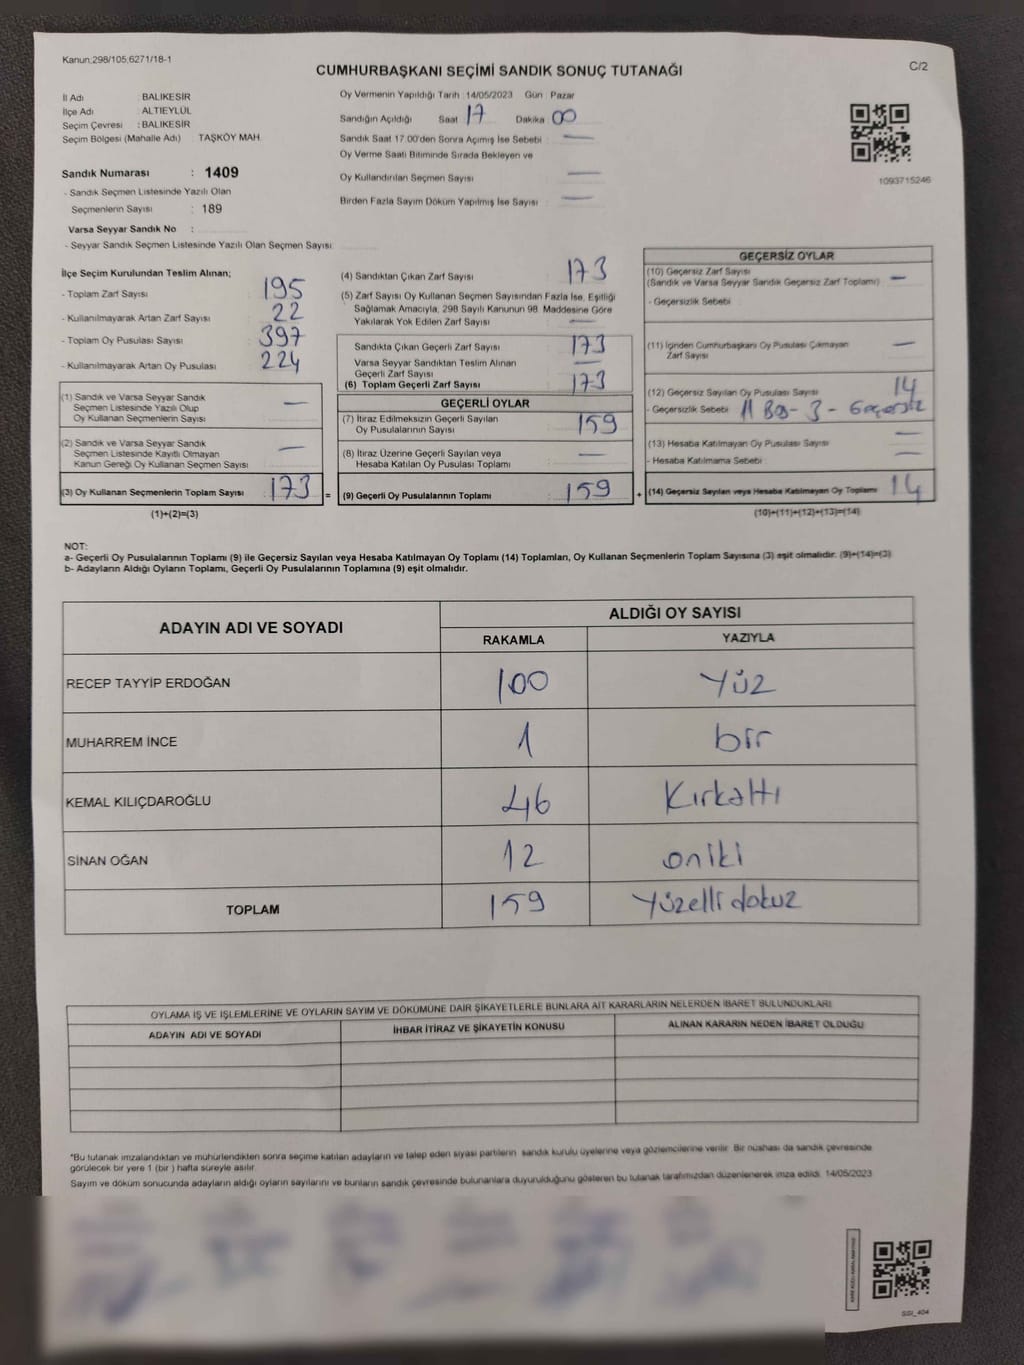 Kanun:298/105;6271/18-1
CUMHURBAŞKANI SEÇİMİ SANDIK SONUÇ TUTANAĞI
C/2
İl Adı : BALIKESİR
İlçe Adı : ALTIEYLÜL
Seçim Çevresi : BALIKESİR
Seçim Bölgesi (Mahalle Adı) TAŞKÖY MAH.
Sandık Numarası : 1409
- Sandık Seçmen Listesinde Yazılı Olan
Seçmenlerin Sayısı : 189
Varsa Seyyar Sandık No :
- Seyyar Sandık Seçmen Listesinde Yazılı Olan Seçmen Sayısı:
Oy Vermenin Yapıldığı Tarih : 14/05/2023 Gün : Pazar
Sandığın Açıldığı Saat 17 Dakika 00
Sandık Saat 17.00'den Sonra Açımış İse Sebebi : —
Oy Verme Saati Bitiminde Sırada Bekleyen ve
Oy Kullandırılan Seçmen Sayısı —
Birden Fazla Sayım Döküm Yapılmış İse Sayısı —
1093715246
İlçe Seçim Kurulundan Teslim Alınan;
- Toplam Zarf Sayısı : 195
- Kullanılmayarak Artan Zarf Sayısı : 22
- Toplam Oy Pusulası Sayısı : 397
- Kullanılmayarak Artan Oy Pusulası : 224
(1) Sandık ve Varsa Seyyar Sandık
Seçmen Listesinde Yazılı Olup
Oy Kullanan Seçmenlerin Sayısı : —
(2) Sandık ve Varsa Seyyar Sandık
Seçmen Listesinde Kayıtlı Olmayan
Kanun Gereği Oy Kullanan Seçmen Sayısı : —
(3) Oy Kullanan Seçmenlerin Toplam Sayısı : 173
(1)+(2)=(3)
(4) Sandıktan Çıkan Zarf Sayısı : 173
(5) Zarf Sayısı Oy Kullanan Seçmen Sayısından Fazla İse, Eşitliği
Sağlamak Amacıyla, 298 Sayılı Kanunun 98. Maddesine Göre
Yakılarak Yok Edilen Zarf Sayısı : —
Sandıkta Çıkan Geçerli Zarf Sayısı : 173
Varsa Seyyar Sandıktan Teslim Alınan
Geçerli Zarf Sayısı : —
(6) Toplam Geçerli Zarf Sayısı : 173
GEÇERLİ OYLAR
(7) İtiraz Edilmeksizin Geçerli Sayılan
Oy Pusulalarının Sayısı : 159
(8) İtiraz Üzerine Geçerli Sayılan veya
Hesaba Katılan Oy Pusulası Toplamı : —
= (9) Geçerli Oy Pusulalarının Toplamı : 159 +
GEÇERSİZ OYLAR
(10) Geçersiz Zarf Sayısı
(Sandık ve Varsa Seyyar Sandık Geçersiz Zarf Toplamı) : —
- Geçersizlik Sebebi :
(11) İçinden Cumhurbaşkanı Oy Pusulası Çıkmayan
Zarf Sayısı : —
(12) Geçersiz Sayılan Oy Pusulası Sayısı : 14
- Geçersizlik Sebebi : 11 Boş - 3 - Geçersiz
(13) Hesaba Katılmayan Oy Pusulası Sayısı : —
- Hesaba Katılmama Sebebi : —
(14) Geçersiz Sayılan veya Hesaba Katılmayan Oy Toplamı : 14
(10)+(11)+(12)+(13)=(14)
NOT:
a- Geçerli Oy Pusulalarının Toplamı (9) ile Geçersiz Sayılan veya Hesaba Katılmayan Oy Toplamı (14) Toplamları, Oy Kullanan Seçmenlerin Toplam Sayısına (3) eşit olmalıdır. (9)+(14)=(3)
b- Adayların Aldığı Oyların Toplamı, Geçerli Oy Pusulalarının Toplamına (9) eşit olmalıdır.
ADAYIN ADI VE SOYADI
ALDIĞI OY SAYISI
RAKAMLA YAZIYLA
RECEP TAYYİP ERDOĞAN 100 Yüz
MUHARREM İNCE 1 bir
KEMAL KILIÇDAROĞLU 46 Kırkaltı
SİNAN OĞAN 12 oniki
TOPLAM 159 Yüzelli dokuz
OYLAMA İŞ VE İŞLEMLERİNE VE OYLARIN SAYIM VE DÖKÜMÜNE DAİR ŞİKAYETLERLE BUNLARA AİT KARARLARIN NELERDEN İBARET BULUNDUKLARI
ADAYIN ADI VE SOYADI İHBAR İTİRAZ VE ŞİKAYETİN KONUSU ALINAN KARARIN NEDEN İBARET OLDUĞU
*Bu tutanak imzalandıktan ve mühürlendikten sonra seçime katılan adayların ve talep eden siyasi partilerin sandık kurulu üyelerine veya gözlemcilerine verilir. Bir nüshası da sandık çevresinde
görülecek bir yere 1 (bir ) hafta süreyle asılır.
Sayım ve döküm sonucunda adayların aldığı oyların sayılarını ve bunların sandık çevresinde bulunanlara duyurulduğunu gösteren bu tutanak tarafımızdan düzenlenerek imza edildi. 14/05/2023
SGI_404